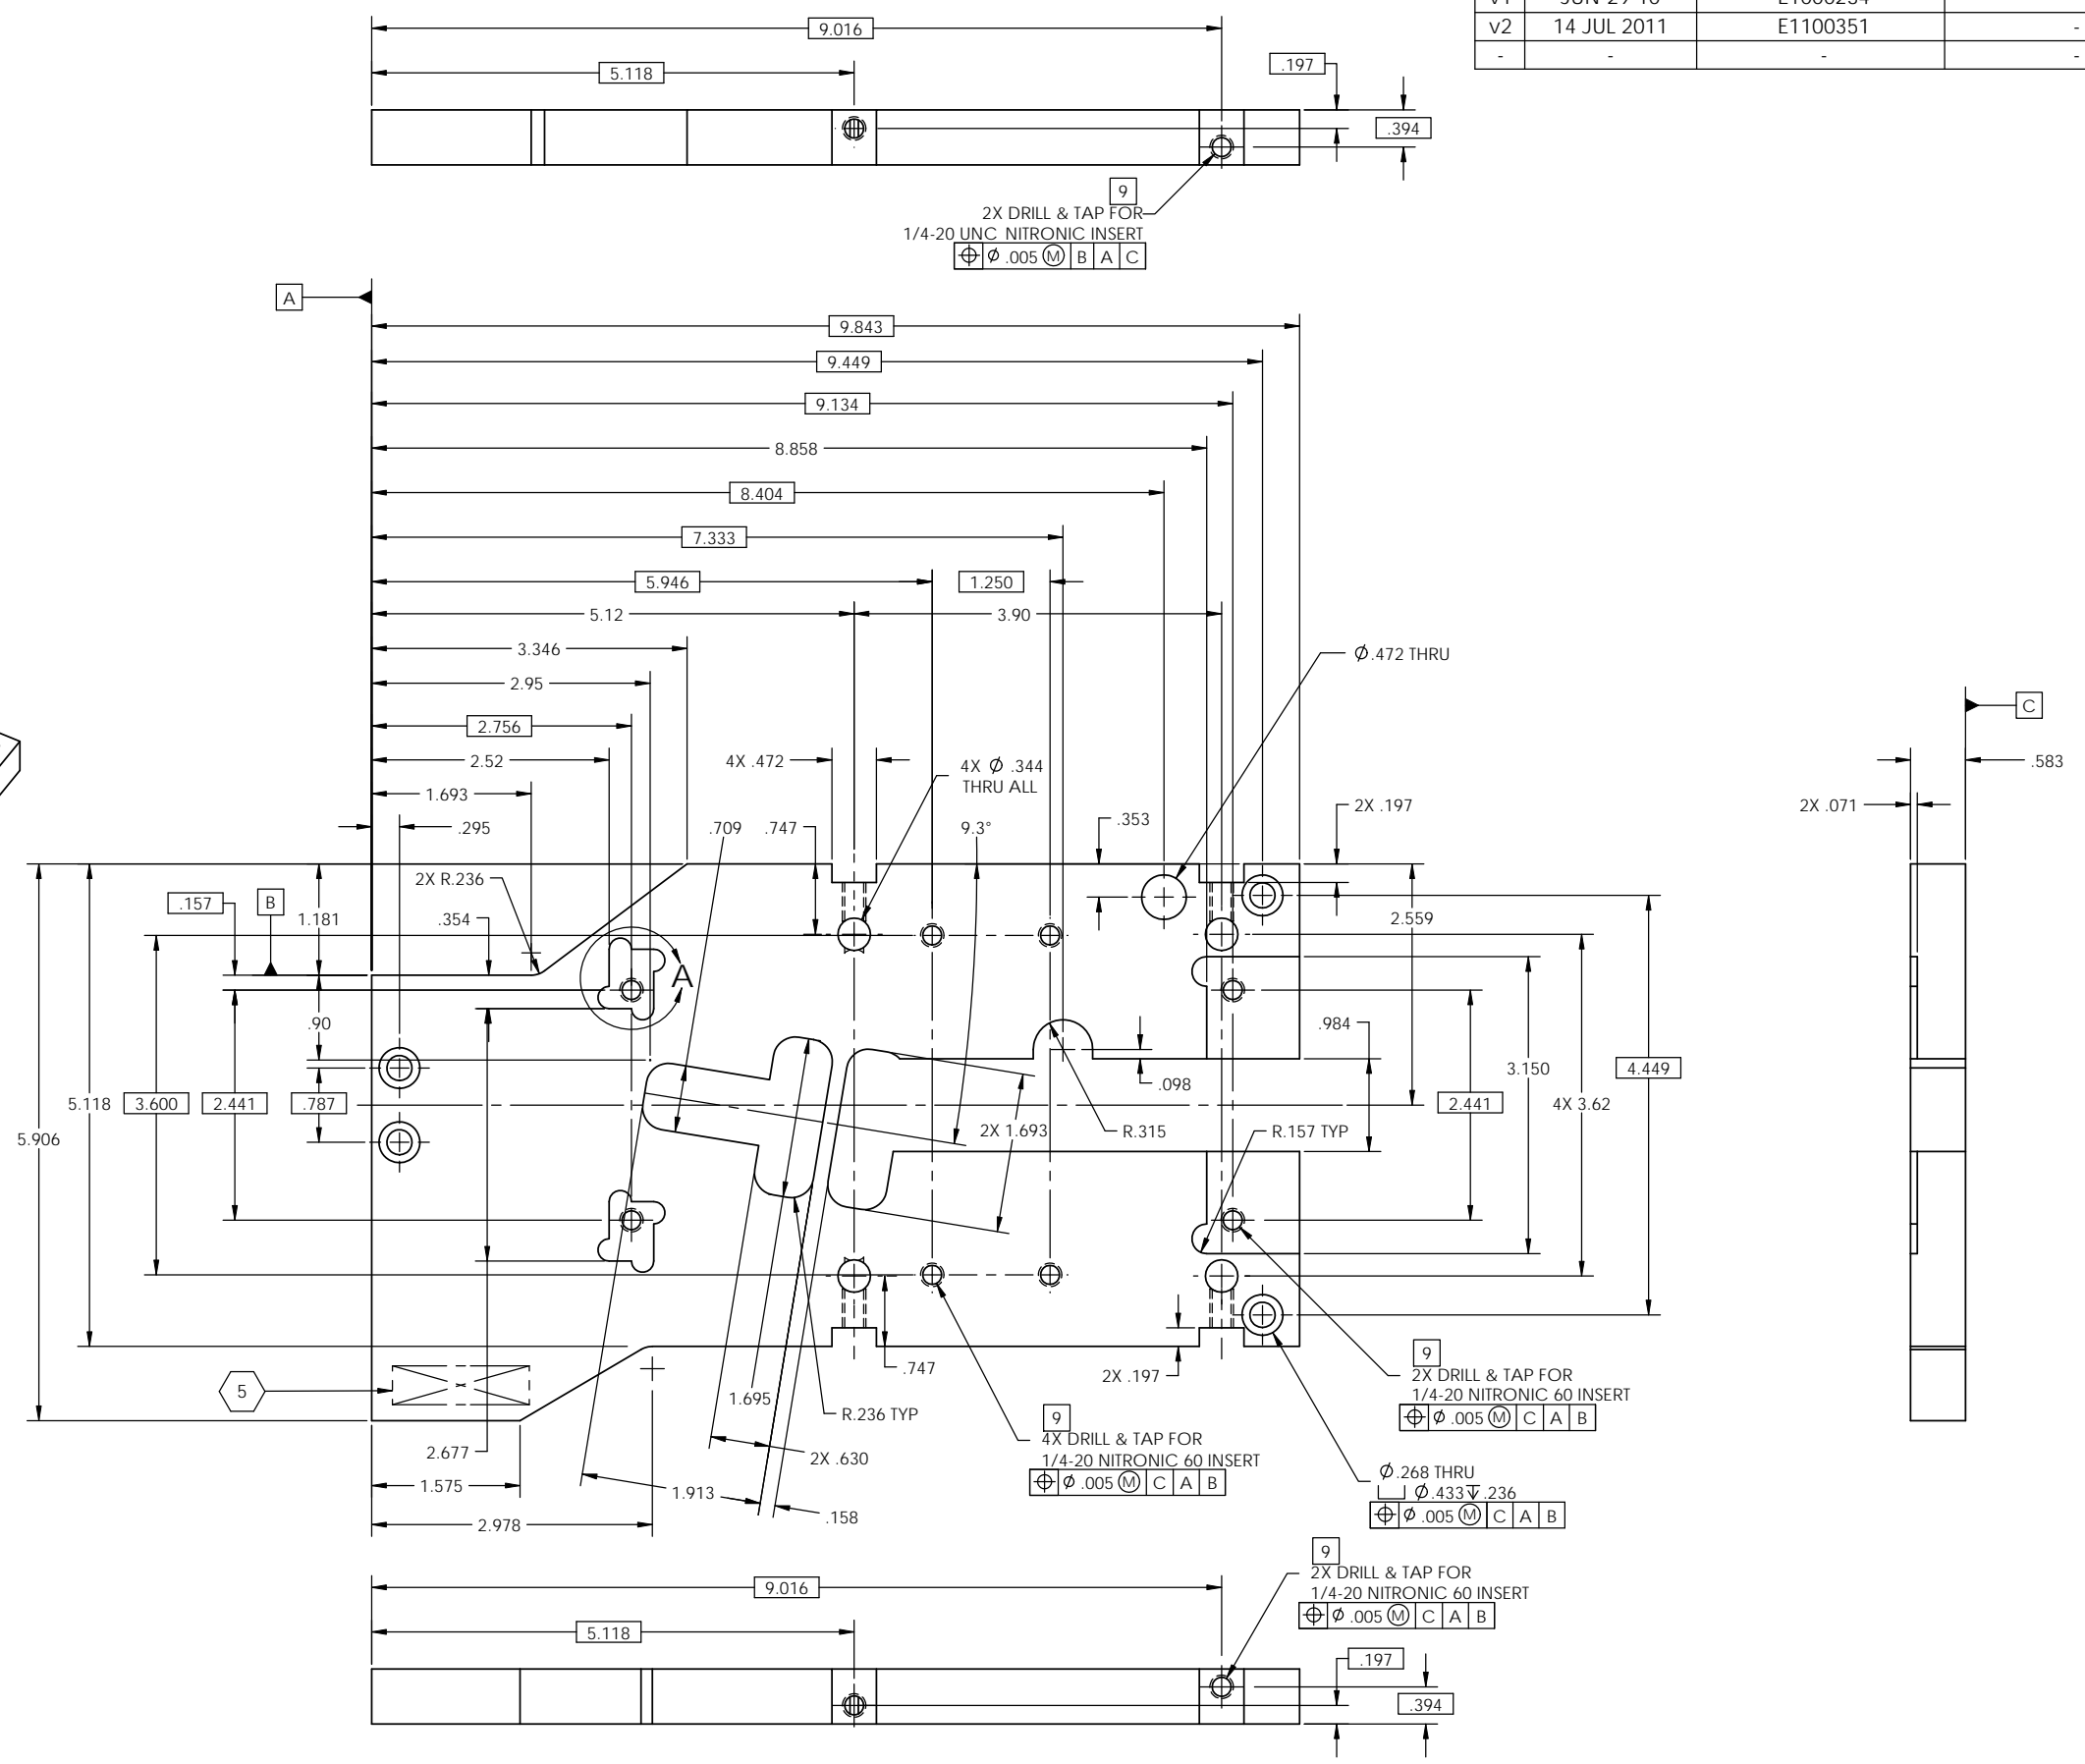 v2 14 JUL 2011 E1100351 -
- - - -
9.016
5.118
.197
.394
9
2X DRILL & TAP FOR
1/4-20 UNC NITRONIC INSERT
⌖ ⌀ .005 Ⓜ B A C
A
9.843
9.449
9.134
8.858
8.404
7.333
5.946 1.250
5.12 3.90
3.346
⌀.472 THRU
2.95
C
2.756
2.52
4X .472
4X ⌀ .344
THRU ALL
.583
1.693
2X .197
2X .071
.295
.709 .747
9.3°
.353
2X R.236
.157
B
1.181
.354
2.559
A
.90
.984
3.150
4.449
.098
5.118 3.600 2.441 .787
2.441
4X 3.62
5.906
2X 1.693
R.315
R.157 TYP
.747
2X .197
5
1.695
R.236 TYP
9
2X DRILL & TAP FOR
1/4-20 NITRONIC 60 INSERT
⌖ ⌀ .005 Ⓜ C A B
9
4X DRILL & TAP FOR
1/4-20 NITRONIC 60 INSERT
⌖ ⌀ .005 Ⓜ C A B
2.677
2X .630
1.575
1.913
.158
2.978
⌀.268 THRU
⌴ ⌀.433 ↧ .236
⌖ ⌀ .005 Ⓜ C A B
9
2X DRILL & TAP FOR
1/4-20 NITRONIC 60 INSERT
⌖ ⌀ .005 Ⓜ C A B
9.016
5.118
.197
.394